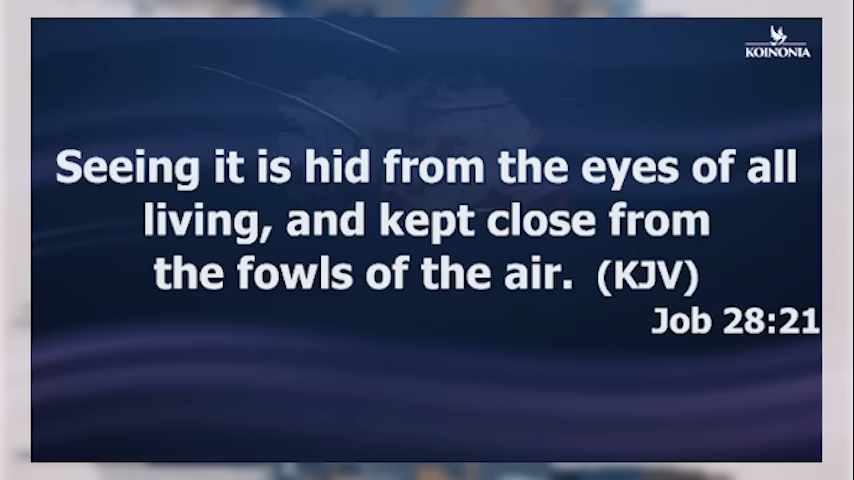 KOINONIA
Seeing it is hid from the eyes of all
living, and kept close from
the fowls of the air. (KJV)
Job 28:21